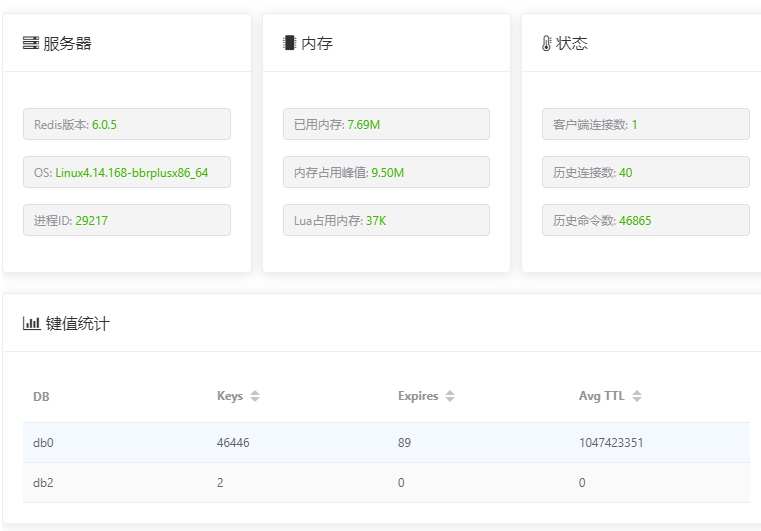 服务器
Redis版本: 6.0.5
OS: Linux4.14.168-bbrplusx86_64
进程ID: 29217
内存
已用内存: 7.69M
内存占用峰值: 9.50M
Lua占用内存: 37K
状态
客户端连接数: 1
历史连接数: 40
历史命令数: 46865
键值统计
DB Keys Expires Avg TTL
db0 46446 89 1047423351
db2 2 0 0